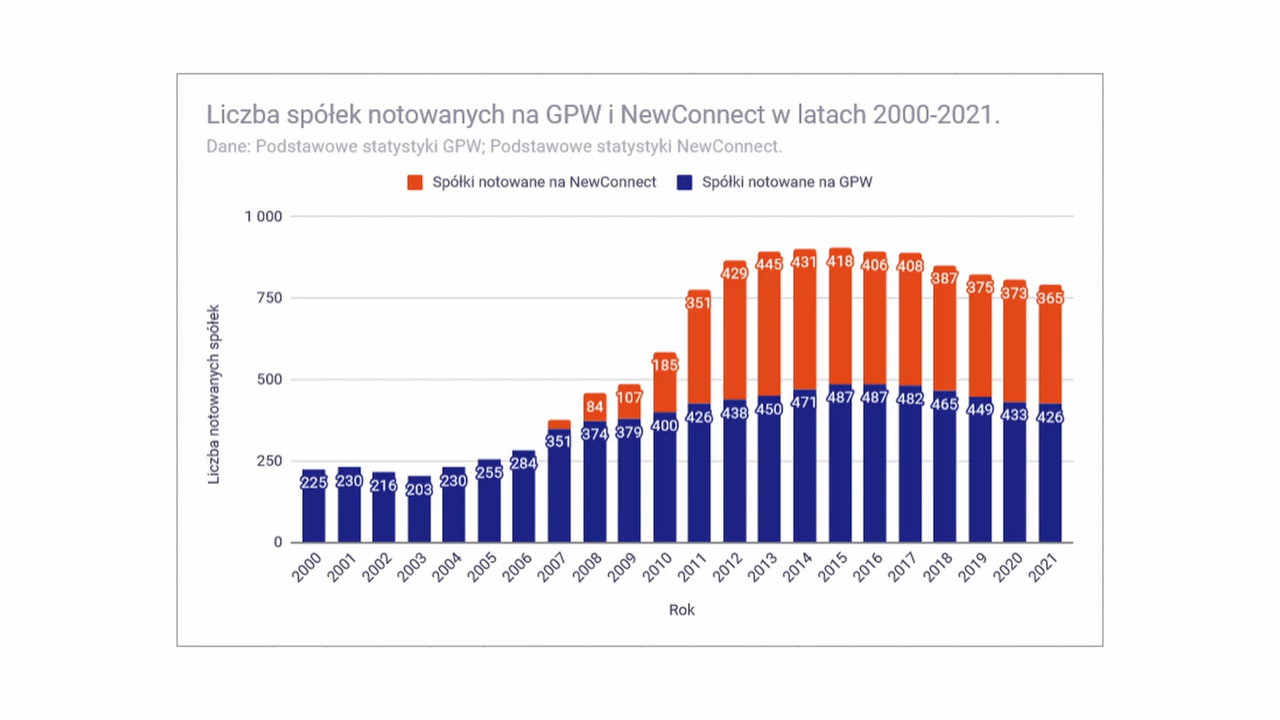 Liczba spółek notowanych na GPW i NewConnect w latach 2000-2021.
Dane: Podstawowe statystyki GPW; Podstawowe statystyki NewConnect.
Spółki notowane na NewConnect Spółki notowane na GPW
Liczba notowanych spółek
1 000
750
500
250
0
84 107 185 351 429 445 431 418 406 408 387 375 373 365
225 230 216 203 230 255 284 351 374 379 400 426 438 450 471 487 487 482 465 449 433 426
2000 2001 2002 2003 2004 2005 2006 2007 2008 2009 2010 2011 2012 2013 2014 2015 2016 2017 2018 2019 2020 2021
Rok